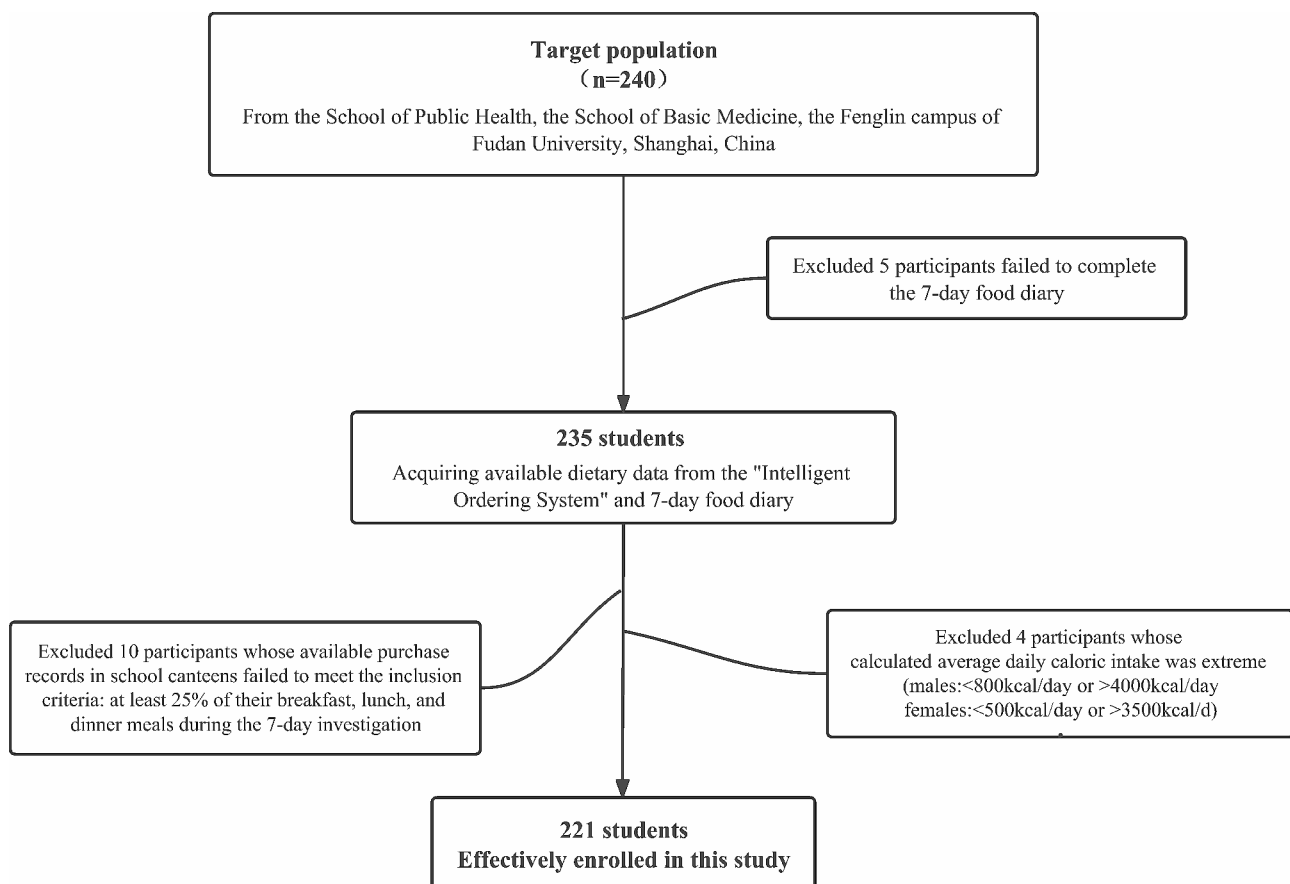 Target population
（n=240）
From the School of Public Health, the School of Basic Medicine, the Fenglin campus of
Fudan University, Shanghai, China
Excluded 5 participants failed to complete
the 7-day food diary
235 students
Acquiring available dietary data from the "Intelligent
Ordering System" and 7-day food diary
Excluded 10 participants whose available purchase
records in school canteens failed to meet the inclusion
criteria: at least 25% of their breakfast, lunch, and
dinner meals during the 7-day investigation
Excluded 4 participants whose
calculated average daily caloric intake was extreme
(males:<800kcal/day or >4000kcal/day
females:<500kcal/day or >3500kcal/d)
221 students
Effectively enrolled in this study